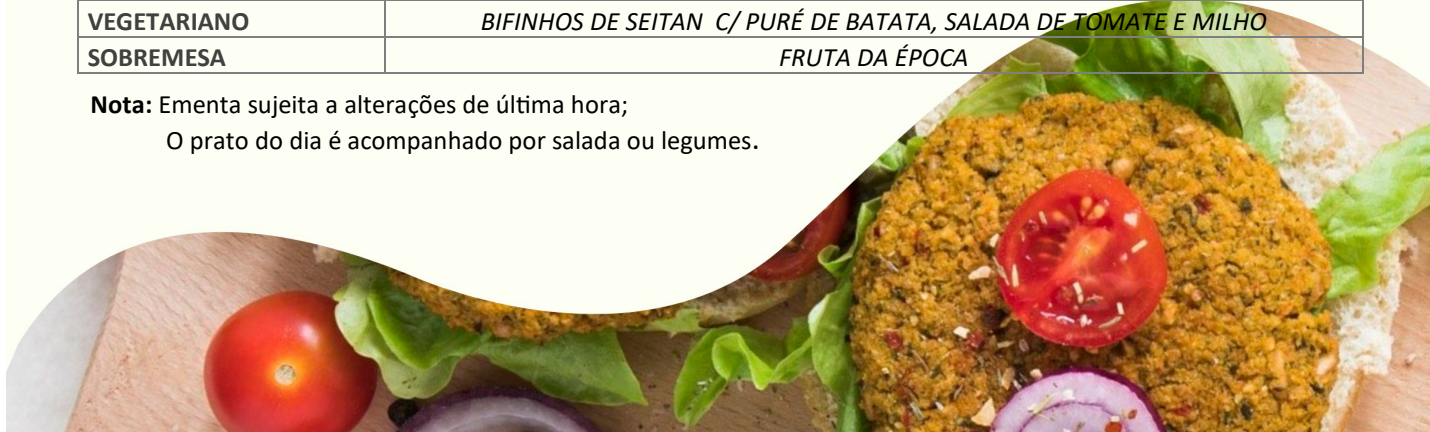 VEGETARIANO BIFINHOS DE SEITAN C/ PURÉ DE BATATA, SALADA DE TOMATE E MILHO
SOBREMESA FRUTA DA ÉPOCA
Nota: Ementa sujeita a alterações de última hora;
O prato do dia é acompanhado por salada ou legumes.